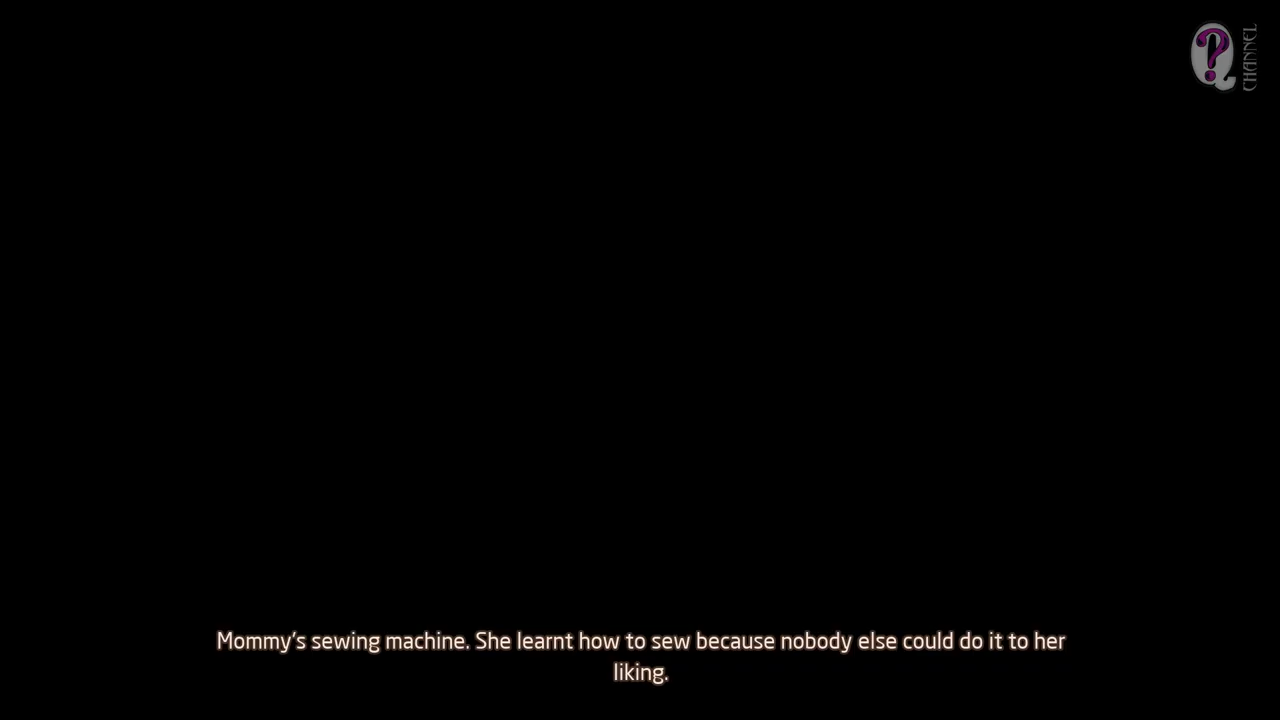 CHANNEL
Mommy's sewing machine. She learnt how to sew because nobody else could do it to her
liking.